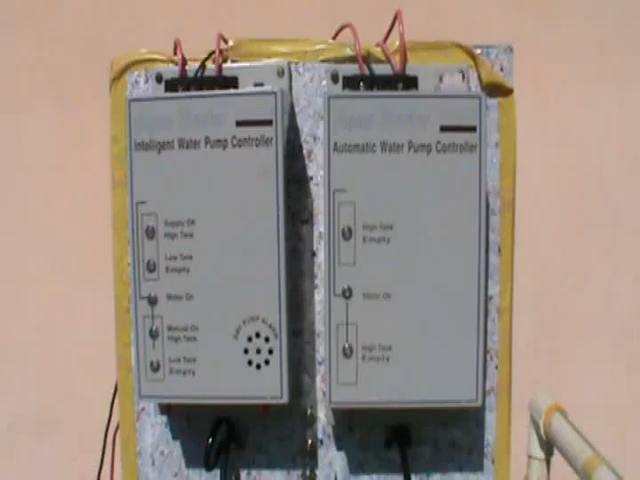 Intelligent Water Pump Controller
Supply OK
High Tank
Low Tank
Empty
Motor On
Manual On
High Tank
Low Tank
Empty
Automatic Water Pump Controller
High Tank
Empty
Motor ON
High Tank
Empty